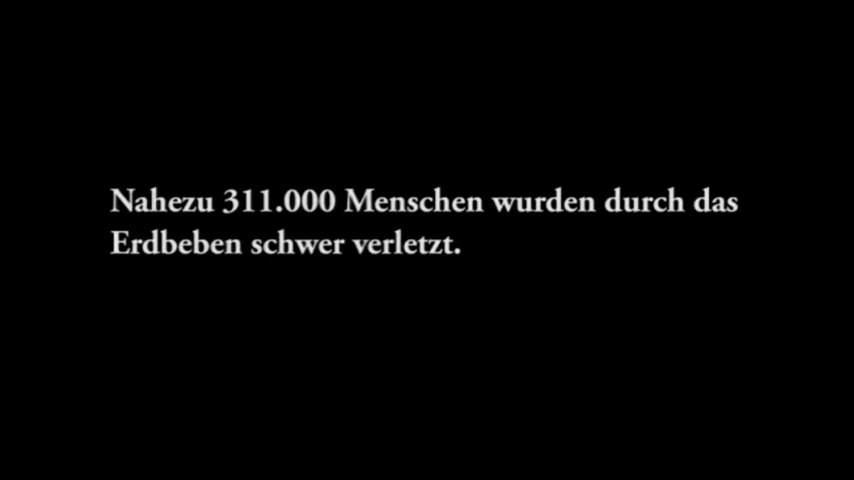 Nahezu 311.000 Menschen wurden durch das
Erdbeben schwer verletzt.